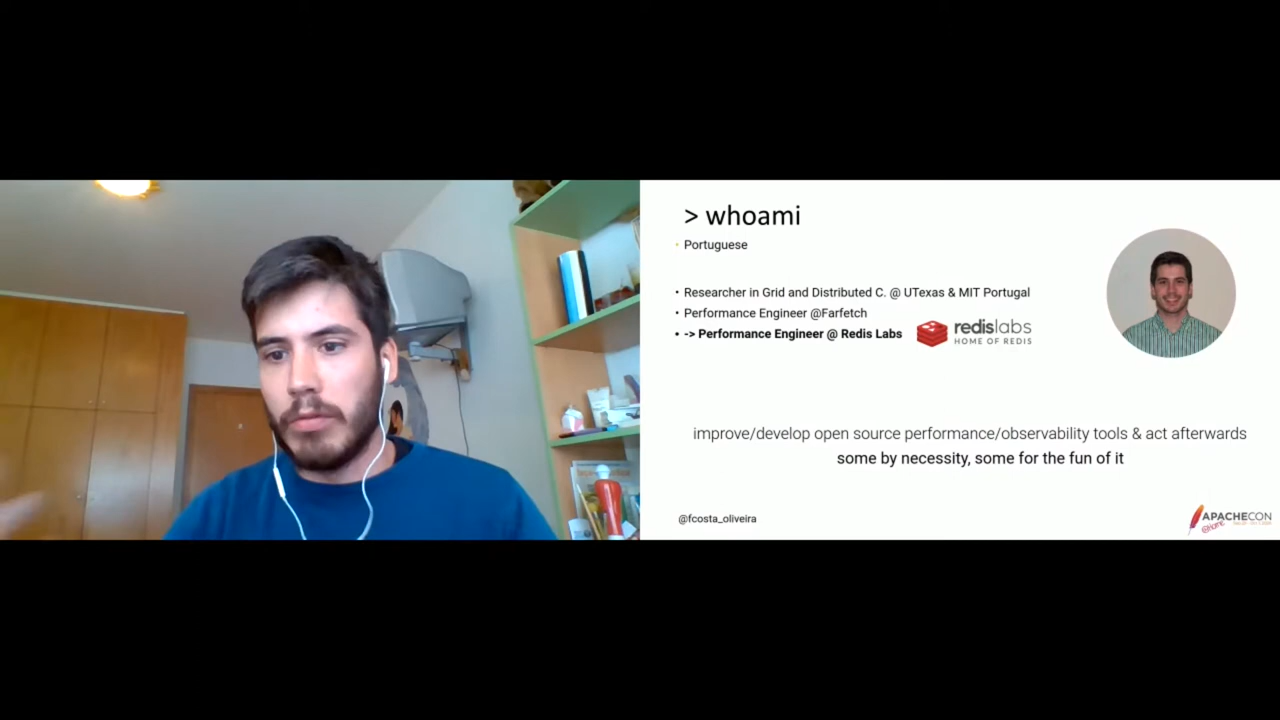 > whoami
Portuguese
Researcher in Grid and Distributed C. @ UTexas & MIT Portugal
Performance Engineer @Farfetch
-> Performance Engineer @ Redis Labs
redislabs
HOME OF REDIS
improve/develop open source performance/observability tools & act afterwards
some by necessity, some for the fun of it
@fcosta_oliveira
APACHECON
@Home